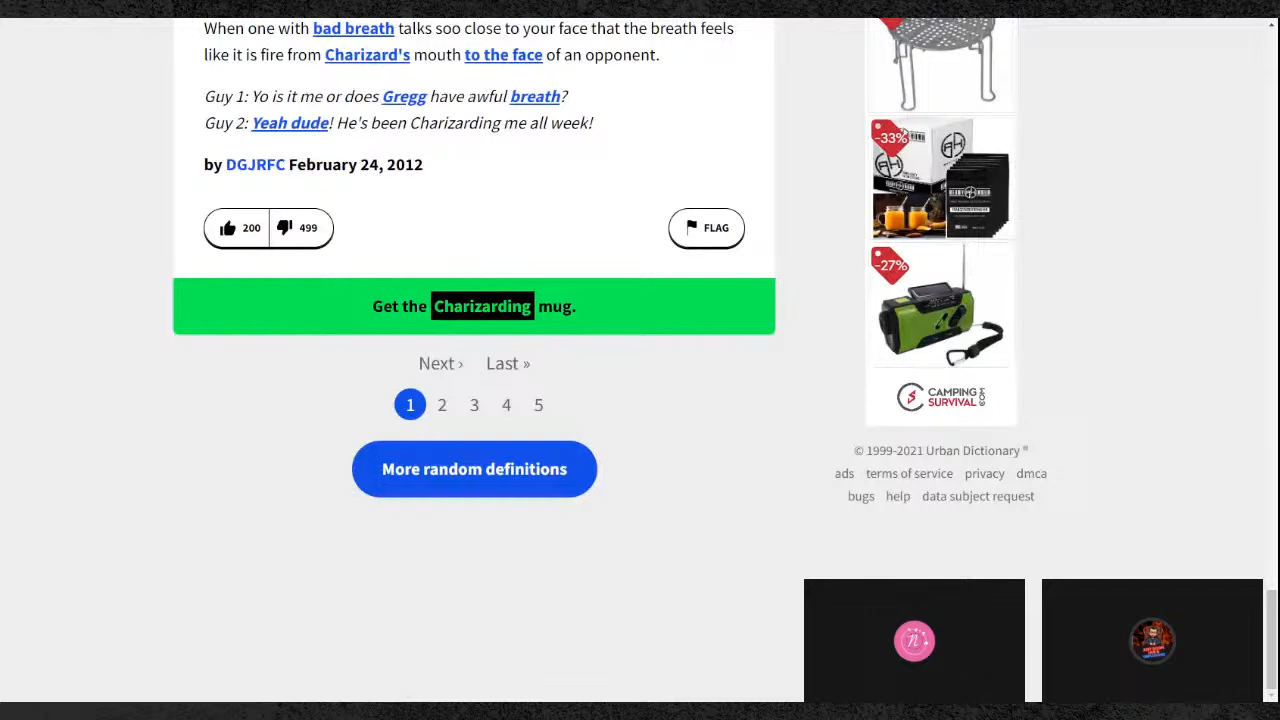 When one with bad breath talks soo close to your face that the breath feels
like it is fire from Charizard's mouth to the face of an opponent.
Guy 1: Yo is it me or does Gregg have awful breath?
Guy 2: Yeah dude! He's been Charizarding me all week!
by DGJRFC February 24, 2012
200 499 FLAG
Get the Charizarding mug.
Next › Last »
1 2 3 4 5
More random definitions
-33%
-27%
CAMPING
SURVIVAL
.COM
© 1999-2021 Urban Dictionary ®
ads terms of service privacy dmca
bugs help data subject request
n